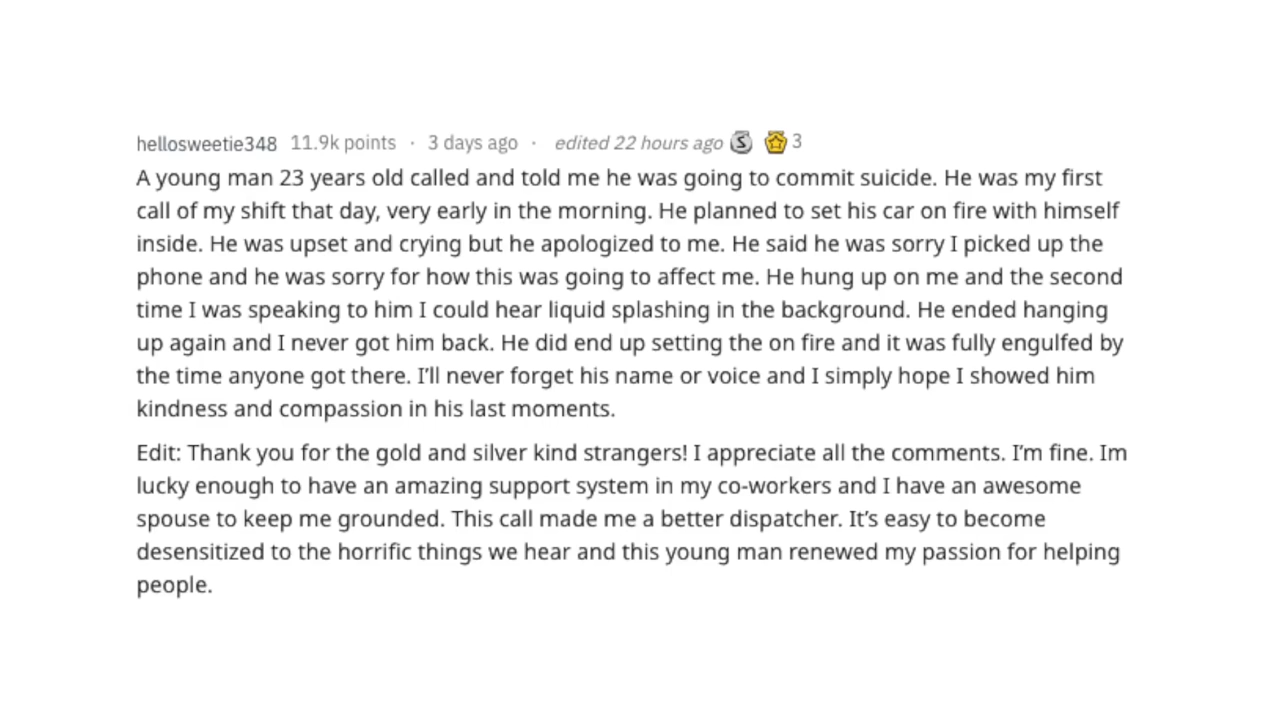 hellosweetie348 11.9k points · 3 days ago · edited 22 hours ago S 3
A young man 23 years old called and told me he was going to commit suicide. He was my first
call of my shift that day, very early in the morning. He planned to set his car on fire with himself
inside. He was upset and crying but he apologized to me. He said he was sorry I picked up the
phone and he was sorry for how this was going to affect me. He hung up on me and the second
time I was speaking to him I could hear liquid splashing in the background. He ended hanging
up again and I never got him back. He did end up setting the on fire and it was fully engulfed by
the time anyone got there. I’ll never forget his name or voice and I simply hope I showed him
kindness and compassion in his last moments.
Edit: Thank you for the gold and silver kind strangers! I appreciate all the comments. I’m fine. Im
lucky enough to have an amazing support system in my co-workers and I have an awesome
spouse to keep me grounded. This call made me a better dispatcher. It’s easy to become
desensitized to the horrific things we hear and this young man renewed my passion for helping
people.